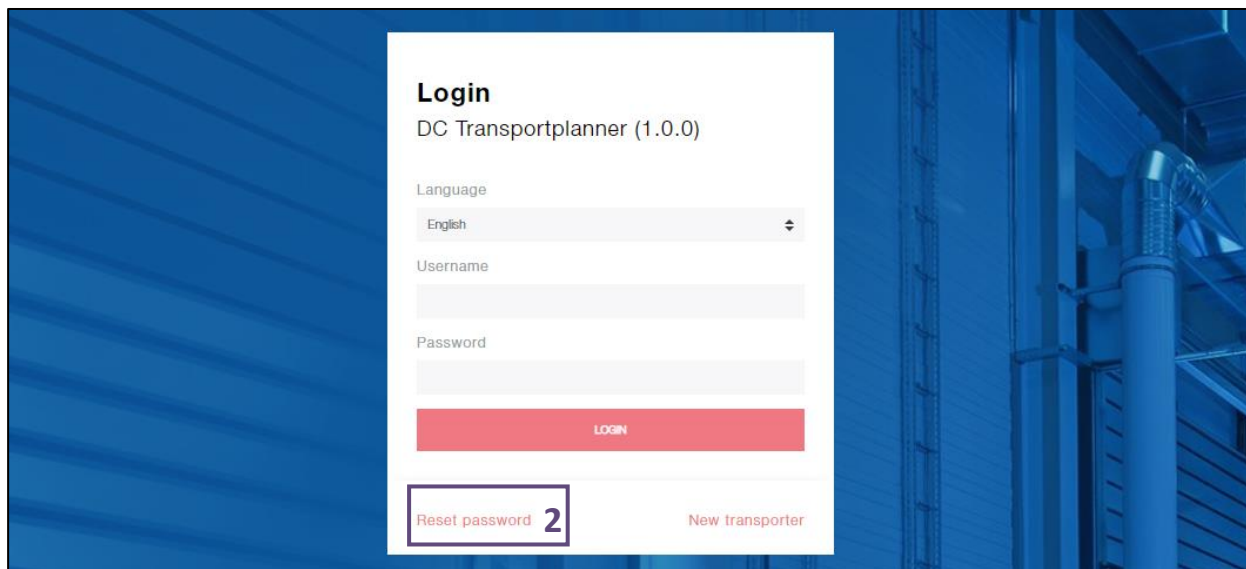 Login
DC Transportplanner (1.0.0)
Language
English
Username
Password
LOGIN
Reset password 2 New transporter